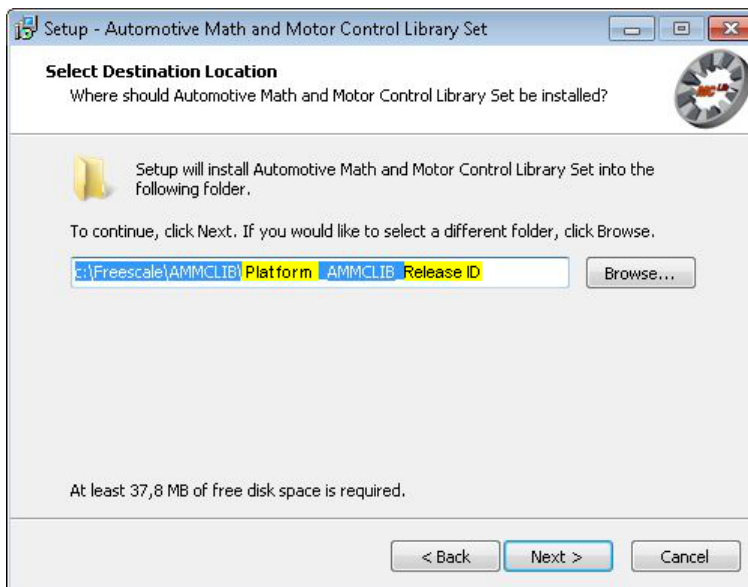 Setup - Automotive Math and Motor Control Library Set
Select Destination Location
Where should Automotive Math and Motor Control Library Set be installed?
MC LIB
Setup will install Automotive Math and Motor Control Library Set into the
following folder.
To continue, click Next. If you would like to select a different folder, click Browse.
c:\Freescale\AMMCLIB\Platform_AMMCLIB_Release ID
Browse...
At least 37,8 MB of free disk space is required.
< Back
Next >
Cancel